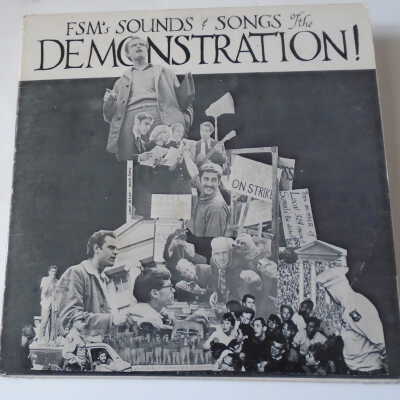 FSM's SOUNDS & SONGS of the
DEMONSTRATION!
ON STRIKE